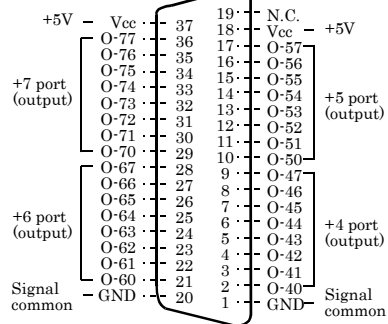 +5V Vcc 37
O-77 36
O-76 35
O-75 34
O-74 33
O-73 32
O-72 31
O-71 30
O-70 29
+7 port
(output)
O-67 28
O-66 27
O-65 26
O-64 25
O-63 24
O-62 23
O-61 22
O-60 21
+6 port
(output)
Signal
common
GND 20
19 N.C.
18 Vcc +5V
17 O-57
16 O-56
15 O-55
14 O-54
13 O-53
12 O-52
11 O-51
10 O-50
+5 port
(output)
9 O-47
8 O-46
7 O-45
6 O-44
5 O-43
4 O-42
3 O-41
2 O-40
+4 port
(output)
1 GND
Signal
common